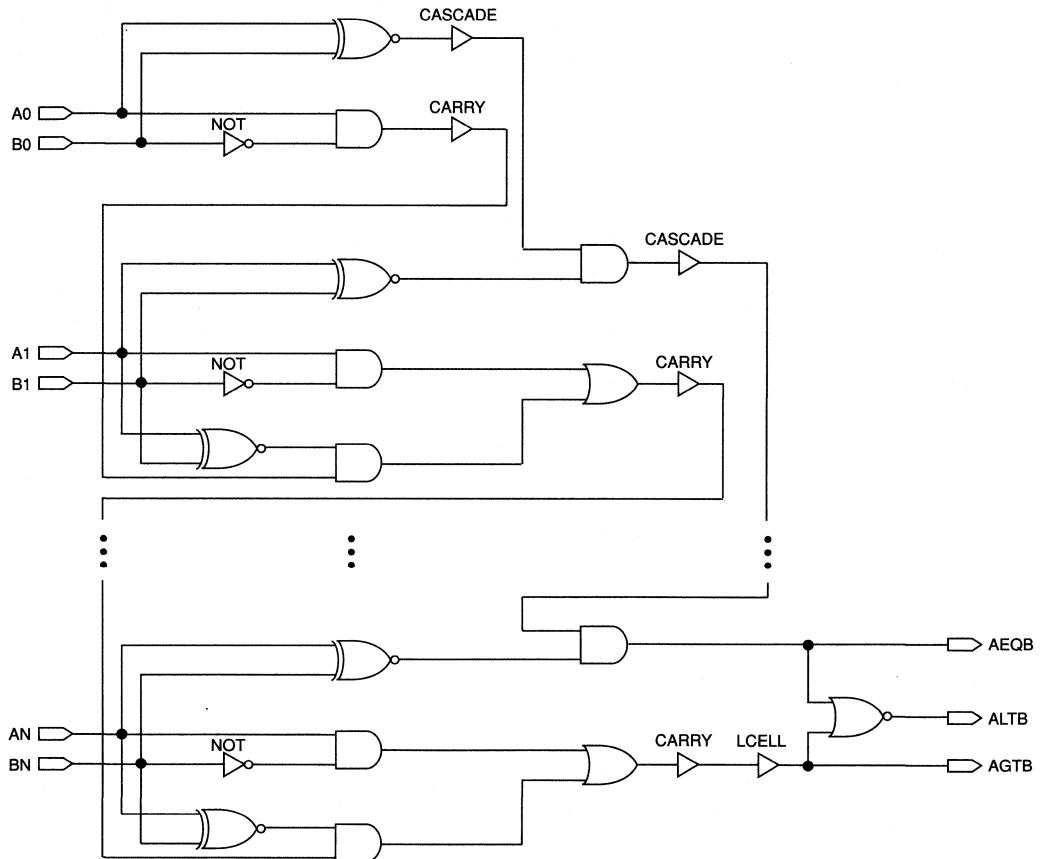 CASCADE
A0
NOT
CARRY
B0
CASCADE
A1
NOT
CARRY
B1
AEQB
ALTB
AN
NOT
CARRY
LCELL
BN
AGTB